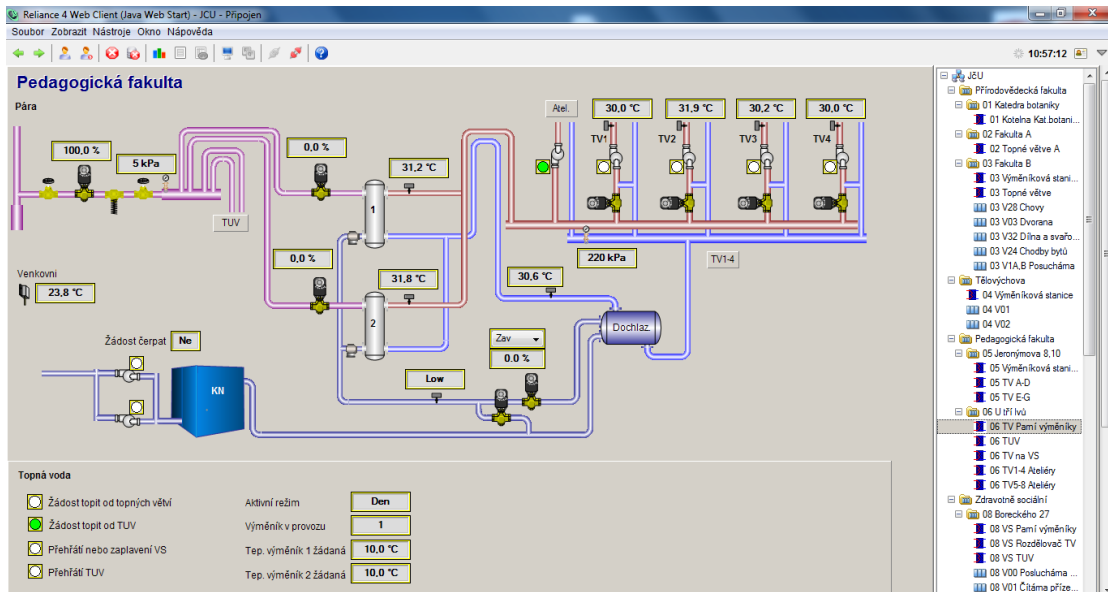 Reliance 4 Web Client (Java Web Start) - JCU - Připojen
Soubor Zobrazit Nástroje Okno Nápověda
10:57:12
Pedagogická fakulta
Pára
100,0 %
5 kPa
0,0 %
31,2 °C
TUV
1
Atel.
30,0 °C
31,9 °C
30,2 °C
30,0 °C
TV1
TV2
TV3
TV4
220 kPa
TV1-4
Venkovni
23,8 °C
0,0 %
31,8 °C
30,6 °C
2
Dochlaz.
Žádost čerpat
Ne
Zav
0.0 %
KN
Low
Topná voda
Žádost topit od topných větví
Aktivní režim
Den
Žádost topit od TUV
Výměník v provozu
1
Přehřátí nebo zaplavení VS
Tep. výměník 1 žádaná
10,0 °C
Přehřátí TUV
Tep. výměník 2 žádaná
10,0 °C
JčU
Přírodovědecká fakulta
01 Katedra botaniky
01 Kotelna Kat.botani...
02 Fakulta A
02 Topné větve A
03 Fakulta B
03 Výměníková stani...
03 Topné větve
03 V28 Chovy
03 V03 Dvorana
03 V32 Dílna a svařo...
03 V24 Chodby bytů
03 V1A,B Posucháma
Tělovýchova
04 Výměníková stanice
04 V01
04 V02
Pedagogická fakulta
05 Jeronýmova 8,10
05 Výměníková stani...
05 TV A-D
05 TV E-G
06 U tří lvů
06 TV Parní výměníky
06 TUV
06 TV na VS
06 TV1-4 Ateliéry
06 TV5-8 Ateliéry
Zdravotně sociální
08 Boreckého 27
08 VS Parní výměníky
08 VS Rozdělovač TV
08 VS TUV
08 V00 Poslucháma ...
08 V01 Čítáma příze...